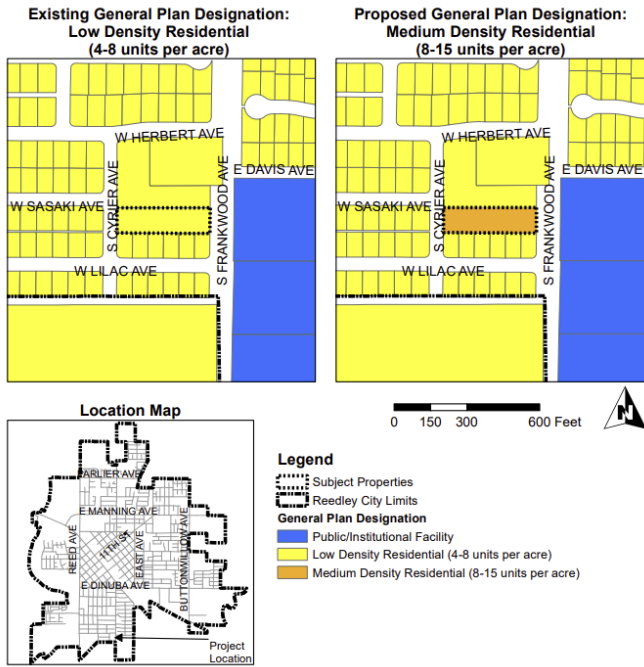 Existing General Plan Designation:
Low Density Residential
(4-8 units per acre)
W HERBERT AVE
E DAVIS AVE
S CYRIER AVE
S FRANKWOOD AVE
W SASAKI AVE
W LILAC AVE
Proposed General Plan Designation:
Medium Density Residential
(8-15 units per acre)
W HERBERT AVE
E DAVIS AVE
S CYRIER AVE
S FRANKWOOD AVE
W SASAKI AVE
W LILAC AVE
0 150 300 600 Feet
N
Location Map
ARLIER AVE
E MANNING AVE
REED AVE
11TH ST
EAST AVE
BUTTONWILLOW AVE
E DINUBA AVE
Project
Location
Legend
Subject Properties
Reedley City Limits
General Plan Designation
Public/Institutional Facility
Low Density Residential (4-8 units per acre)
Medium Density Residential (8-15 units per acre)